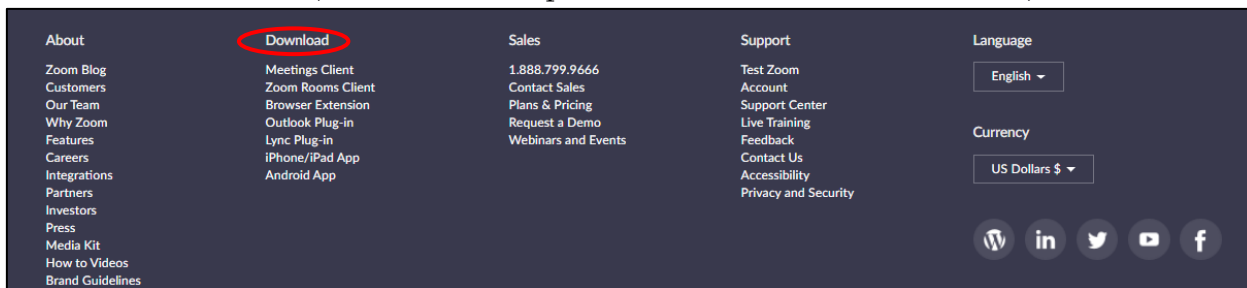 About
Zoom Blog
Customers
Our Team
Why Zoom
Features
Careers
Integrations
Partners
Investors
Press
Media Kit
How to Videos
Brand Guidelines
Download
Meetings Client
Zoom Rooms Client
Browser Extension
Outlook Plug-in
Lync Plug-in
iPhone/iPad App
Android App
Sales
1.888.799.9666
Contact Sales
Plans & Pricing
Request a Demo
Webinars and Events
Support
Test Zoom
Account
Support Center
Live Training
Feedback
Contact Us
Accessibility
Privacy and Security
Language
English
Currency
US Dollars $
in
f